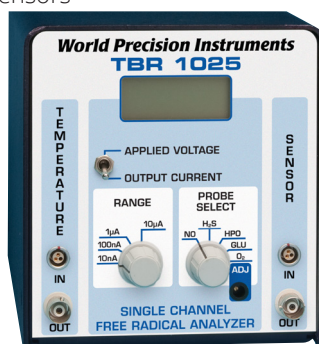 ensors
World Precision Instruments
TBR 1025
TEMPERATURE
SENSOR
APPLIED VOLTAGE
OUTPUT CURRENT
RANGE
10µA
1µA
100nA
10nA
PROBE
SELECT
H₂S
NO
HPO
GLU
O₂
ADJ
IN
IN
OUT
OUT
SINGLE CHANNEL
FREE RADICAL ANALYZER